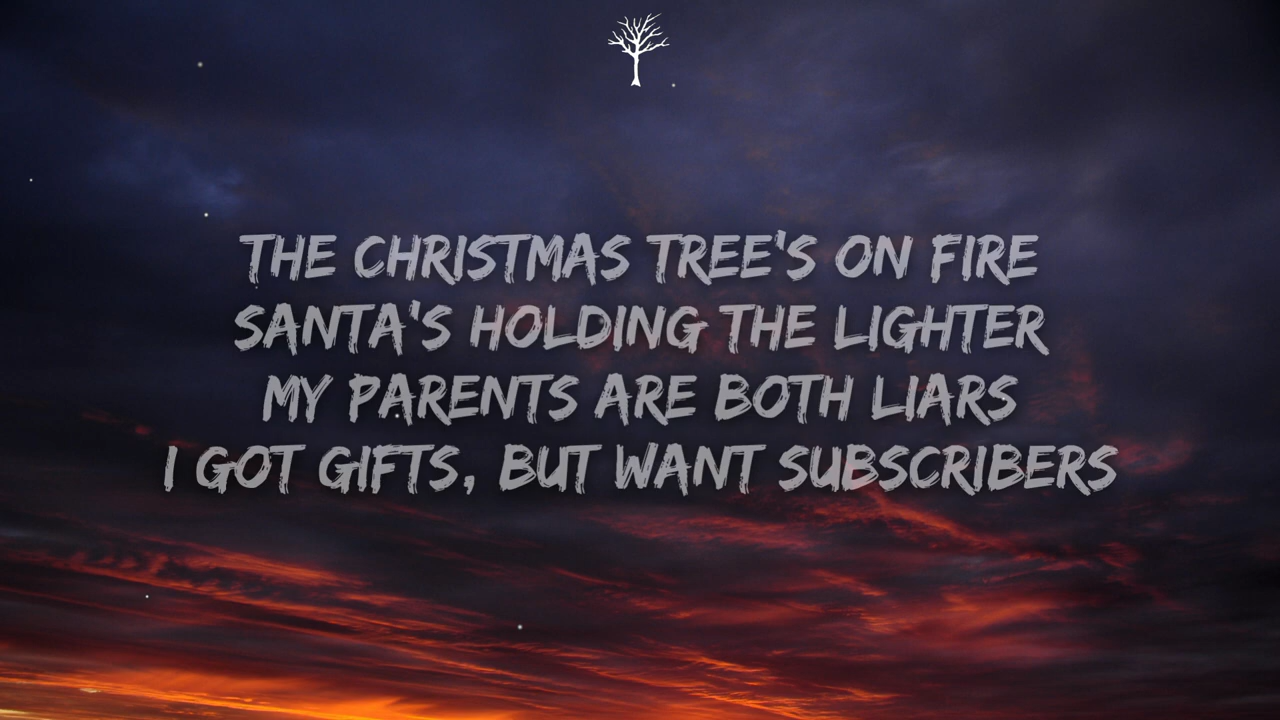 THE CHRISTMAS TREE'S ON FIRE
SANTA'S HOLDING THE LIGHTER
MY PARENTS ARE BOTH LIARS
I GOT GIFTS, BUT WANT SUBSCRIBERS